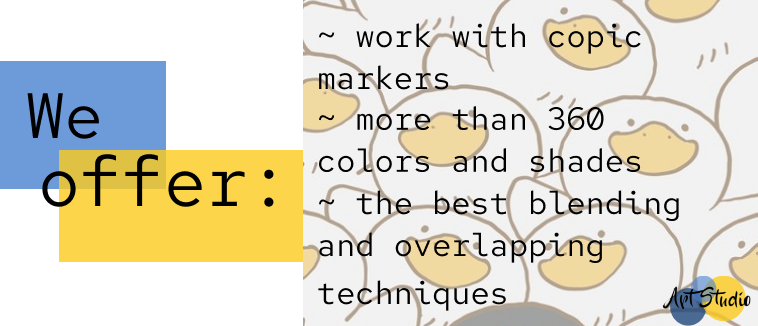 We
offer:
~ work with copic
markers
~ more than 360
colors and shades
~ the best blending
and overlapping
techniques
Art Studio